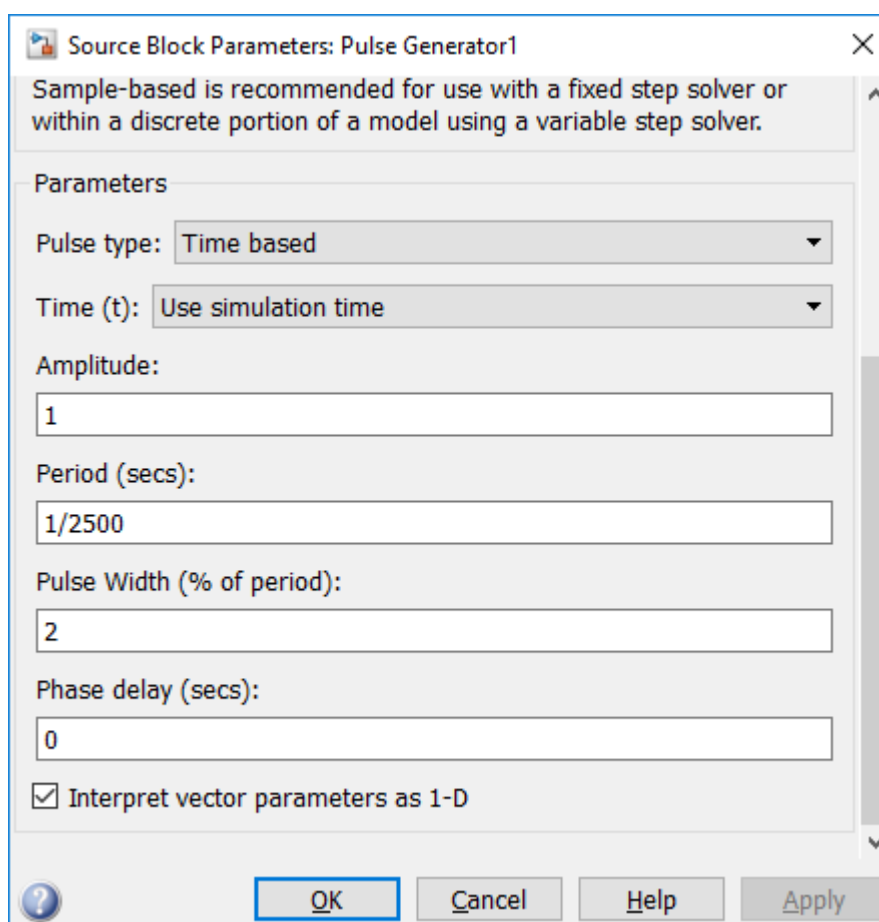 Source Block Parameters: Pulse Generator1
Sample-based is recommended for use with a fixed step solver or
within a discrete portion of a model using a variable step solver.
Parameters
Pulse type: Time based
Time (t): Use simulation time
Amplitude:
1
Period (secs):
1/2500
Pulse Width (% of period):
2
Phase delay (secs):
0
Interpret vector parameters as 1-D
? OK Cancel Help Apply